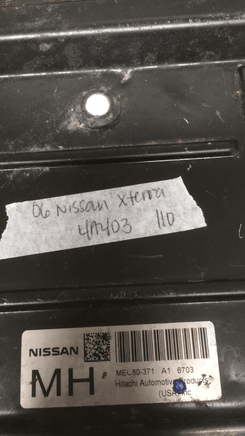 06 Nissan Xterra
4A403 110
NISSAN
MEC80-371 A1 6703
MH
Hitachi Automotive Products
(USA), Inc.